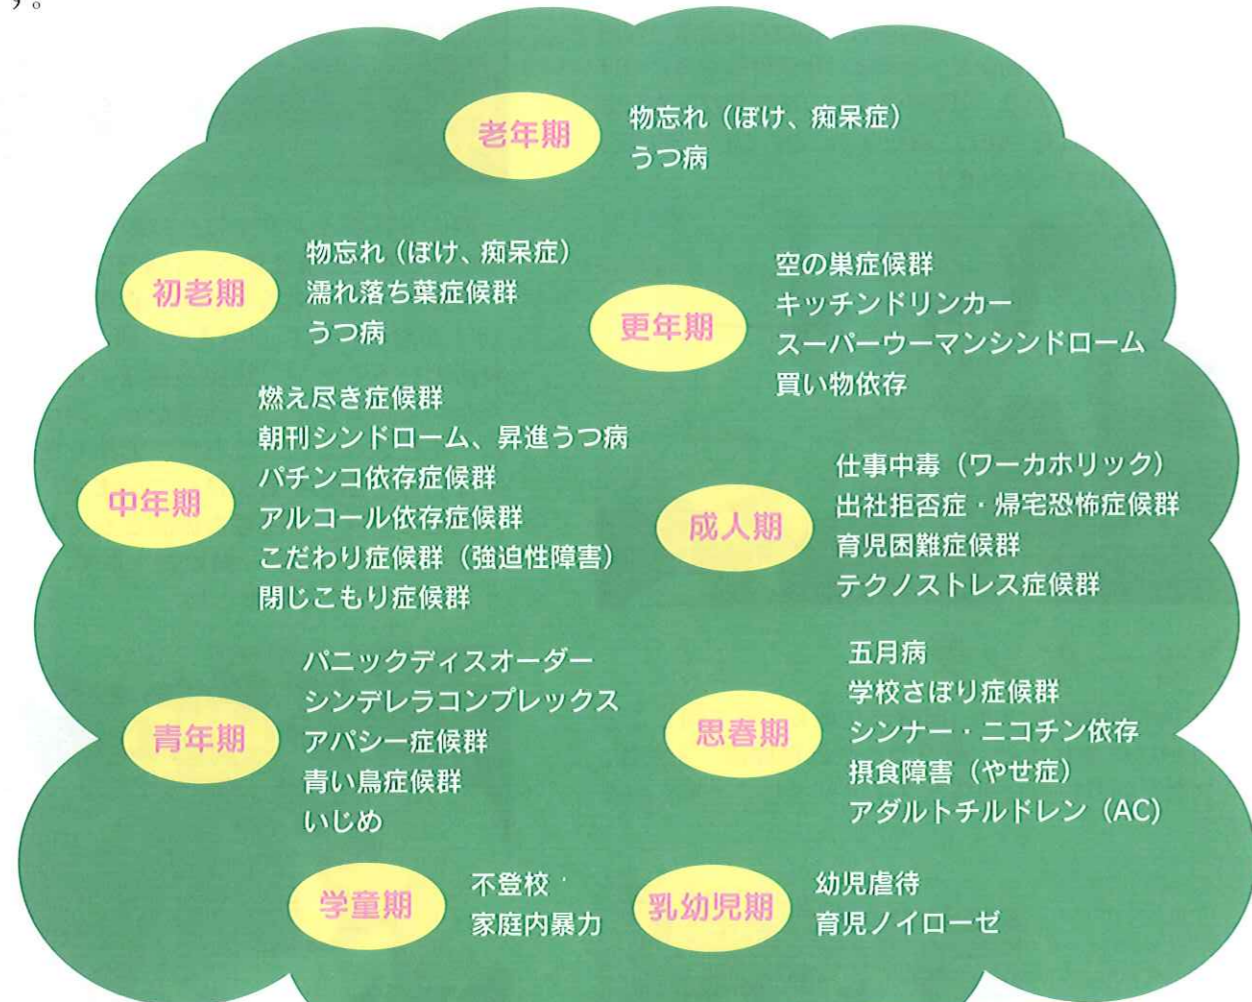 す。
老年期
物忘れ（ぼけ、痴呆症）
うつ病
初老期
物忘れ（ぼけ、痴呆症）
濡れ落ち葉症候群
うつ病
更年期
空の巣症候群
キッチンドリンカー
スーパーウーマンシンドローム
買い物依存
中年期
燃え尽き症候群
朝刊シンドローム、昇進うつ病
パチンコ依存症候群
アルコール依存症候群
こだわり症候群（強迫性障害）
閉じこもり症候群
成人期
仕事中毒（ワーカホリック）
出社拒否症・帰宅恐怖症候群
育児困難症候群
テクノストレス症候群
青年期
パニックディスオーダー
シンデレラコンプレックス
アパシー症候群
青い鳥症候群
いじめ
思春期
五月病
学校さぼり症候群
シンナー・ニコチン依存
摂食障害（やせ症）
アダルトチルドレン（AC）
学童期
不登校
家庭内暴力
乳幼児期
幼児虐待
育児ノイローゼ